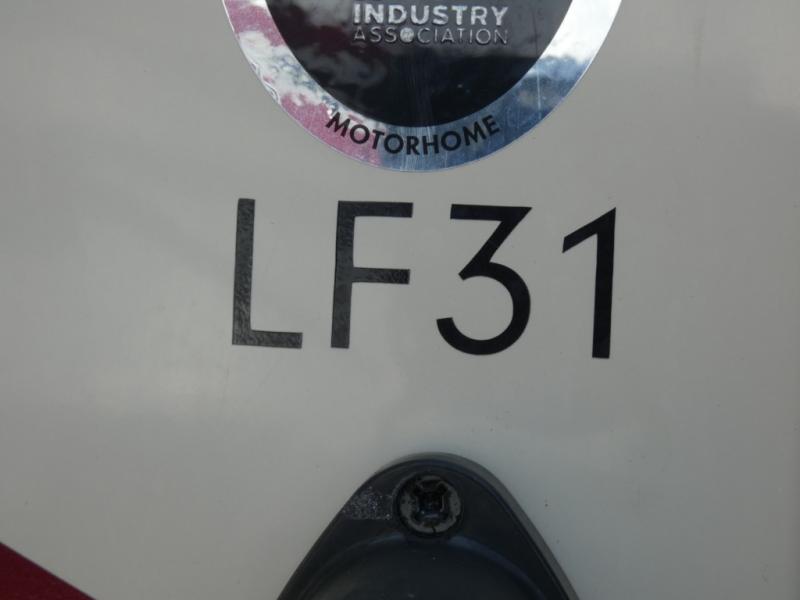 INDUSTRY
ASSOCIATION
MOTORHOME
LF31